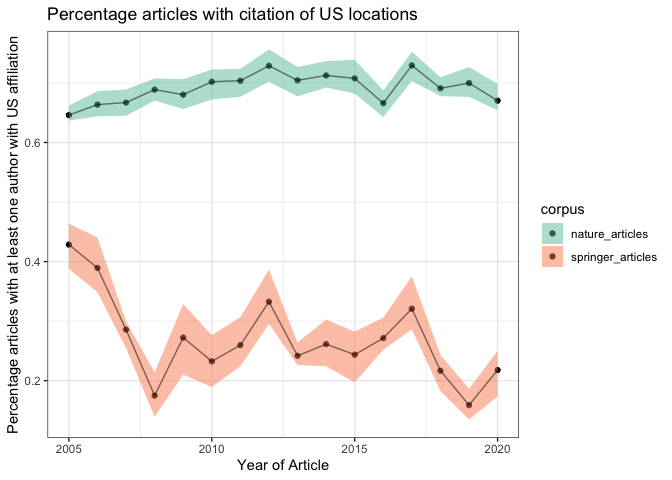 Percentage articles with citation of US locations
Percentage articles with at least one author with US affiliation
0.6
0.4
0.2
2005
2010
2015
2020
Year of Article
corpus
nature_articles
springer_articles